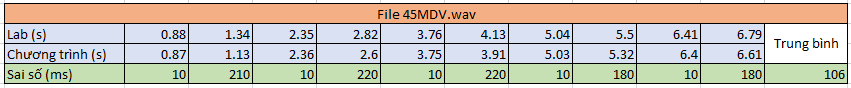 File 45MDV.wav
Lab (s) 0.88 1.34 2.35 2.82 3.76 4.13 5.04 5.5 6.41 6.79 Trung bình
Chương trình (s) 0.87 1.13 2.36 2.6 3.75 3.91 5.03 5.32 6.4 6.61
Sai số (ms) 10 210 10 220 10 220 10 180 10 180 106